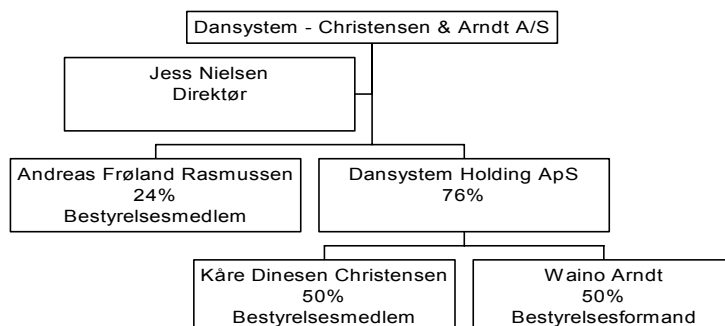 Dansystem - Christensen & Arndt A/S
Jess Nielsen
Direktør
Andreas Frøland Rasmussen
24%
Bestyrelsesmedlem
Dansystem Holding ApS
76%
Kåre Dinesen Christensen
50%
Bestyrelsesmedlem
Waino Arndt
50%
Bestyrelsesformand